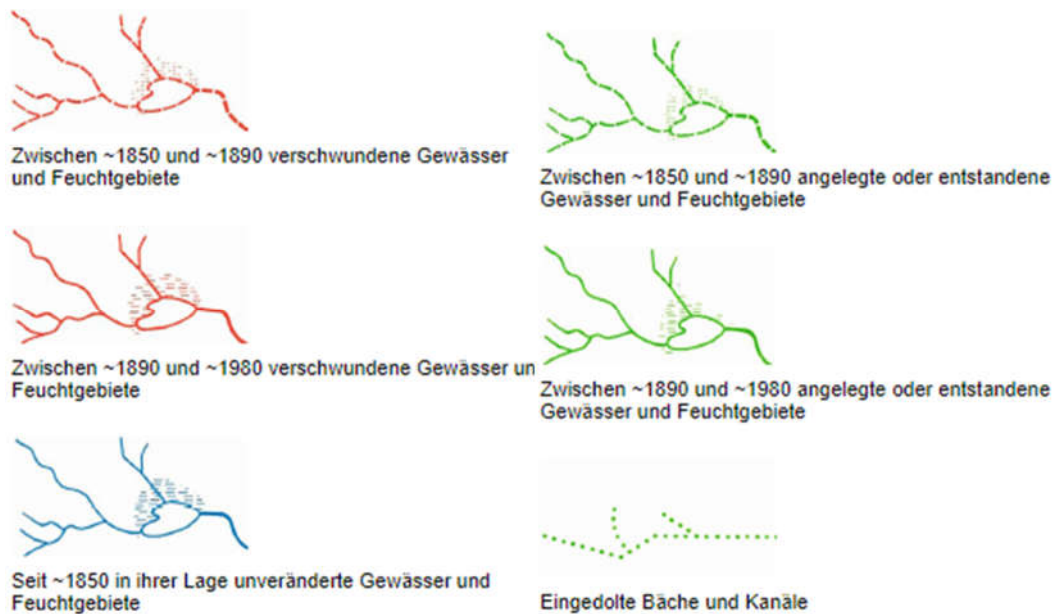 Zwischen ~1850 und ~1890 verschwundene Gewässer
und Feuchtgebiete
Zwischen ~1850 und ~1890 angelegte oder entstandene
Gewässer und Feuchtgebiete
Zwischen ~1890 und ~1980 verschwundene Gewässer un
Feuchtgebiete
Zwischen ~1890 und ~1980 angelegte oder entstandene
Gewässer und Feuchtgebiete
Seit ~1850 in ihrer Lage unveränderte Gewässer und
Feuchtgebiete
Eingedolte Bäche und Kanäle